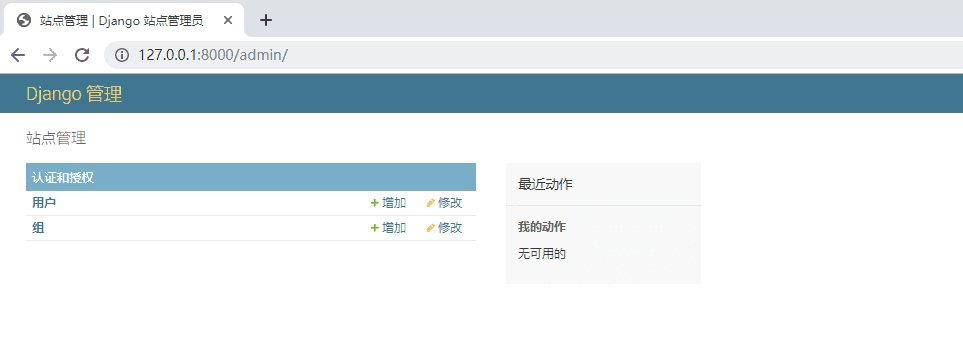 站点管理 | Django 站点管理员
127.0.0.1:8000/admin/
Django 管理
站点管理
认证和授权
用户 增加 修改
组 增加 修改
最近动作
我的动作
无可用的